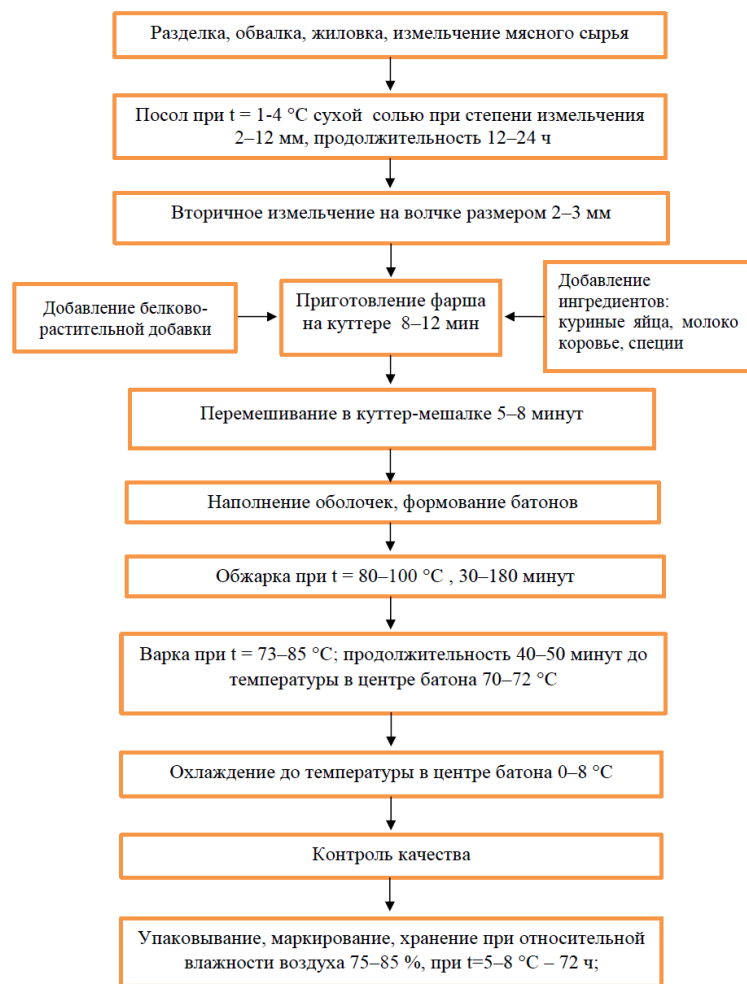 Разделка, обвалка, жиловка, измельчение мясного сырья
Посол при t = 1-4 °С сухой солью при степени измельчения
2–12 мм, продолжительность 12–24 ч
Вторичное измельчение на волчке размером 2–3 мм
Добавление белково-
растительной добавки
Приготовление фарша
на куттере 8–12 мин
Добавление
ингредиентов:
куриные яйца, молоко
коровье, специи
Перемешивание в куттер-мешалке 5–8 минут
Наполнение оболочек, формование батонов
Обжарка при t = 80–100 °С , 30–180 минут
Варка при t = 73–85 °С; продолжительность 40–50 минут до
температуры в центре батона 70–72 °С
Охлаждение до температуры в центре батона 0–8 °С
Контроль качества
Упаковывание, маркирование, хранение при относительной
влажности воздуха 75–85 %, при t=5–8 °С – 72 ч;